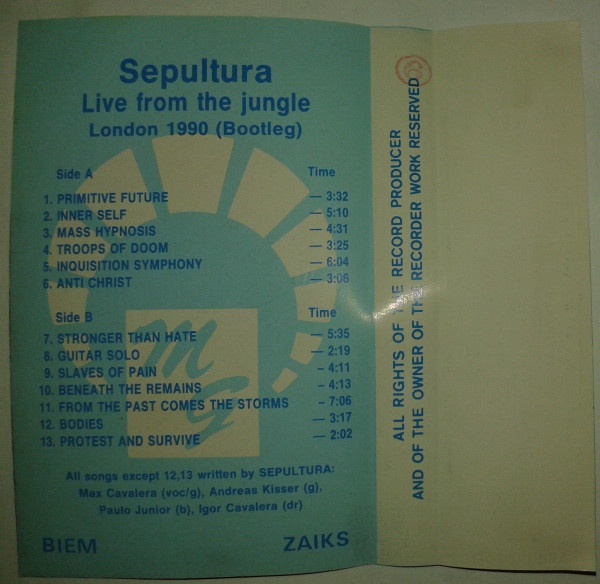 Sepultura
Live from the jungle
London 1990 (Bootleg)
Side A Time
1. PRIMITIVE FUTURE — 3:32
2. INNER SELF — 5:10
3. MASS HYPNOSIS — 4:31
4. TROOPS OF DOOM — 3:25
5. INQUISITION SYMPHONY — 6:04
6. ANTI CHRIST — 3:06
Side B Time
7. STRONGER THAN HATE — 5:35
8. GUITAR SOLO — 2:19
9. SLAVES OF PAIN – 4:11
10. BENEATH THE REMAINS – 4:13
11. FROM THE PAST COMES THE STORMS – 7:06
12. BODIES — 3:17
13. PROTEST AND SURVIVE — 2:02
MG
All songs except 12,13 written by SEPULTURA:
Max Cavalera (voc/g), Andreas Kisser (g),
Paulo Junior (b), Igor Cavalera (dr)
BIEM ZAIKS
ALL RIGHTS OF THE RECORD PRODUCER
AND OF THE OWNER OF THE RECORDER WORK RESERVED